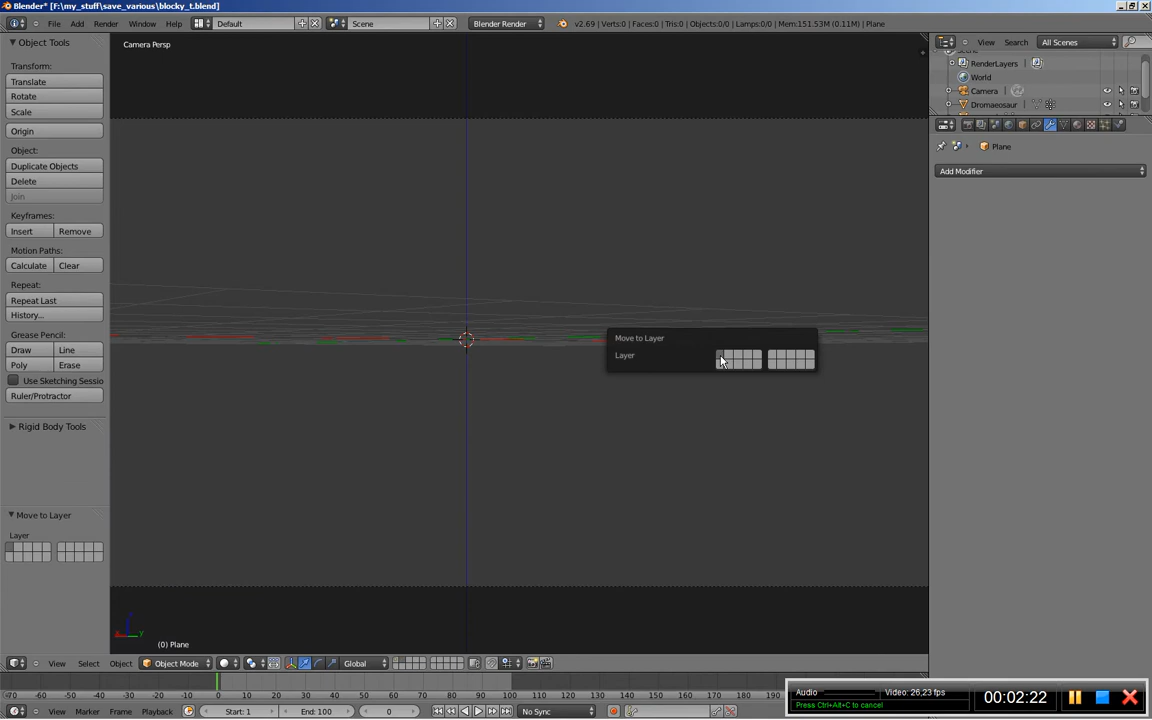 Blender* [F:\my_stuff\save_various\blocky_t.blend]
File Add Render Window Help Default Scene Blender Render v2.69 | Verts:0 | Faces:0 | Tris:0 | Objects:0/0 | Lamps:0/0 | Mem:151.53M (0.11M) | Plane
Object Tools
Transform:
Translate
Rotate
Scale
Origin
Object:
Duplicate Objects
Delete
Join
Keyframes:
Insert Remove
Motion Paths:
Calculate Clear
Repeat:
Repeat Last
History...
Grease Pencil:
Draw Line
Poly Erase
Use Sketching Sessio
Ruler/Protractor
Rigid Body Tools
Move to Layer
Layer
Camera Persp
Move to Layer
Layer
x y
(0) Plane
View Search All Scenes
RenderLayers
World
Camera
Dromaeosaur
Plane
Add Modifier
View Select Object Object Mode Global
-70 -60 -50 -40 -30 -20 -10 0 10 20 30 40 50 60 70 80 90 100 110 120 130 140 150 160 170 180 190
View Marker Frame Playback Start: 1 End: 100 0 No Sync
Audio Video: 26,23 fps
Press Ctrl+Alt+C to cancel
00:02:22